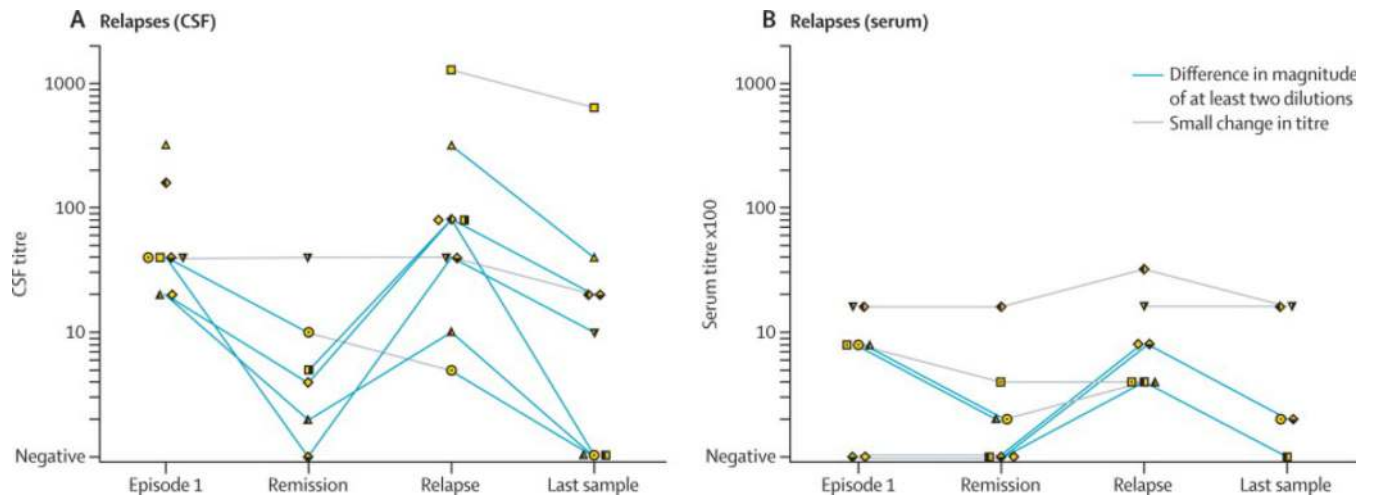 A Relapses (CSF)
1000
100
10
Negative
CSF titre
Episode 1
Remission
Relapse
Last sample
B Relapses (serum)
1000
100
10
Negative
Serum titre x100
Difference in magnitude
of at least two dilutions
Small change in titre
Episode 1
Remission
Relapse
Last sample